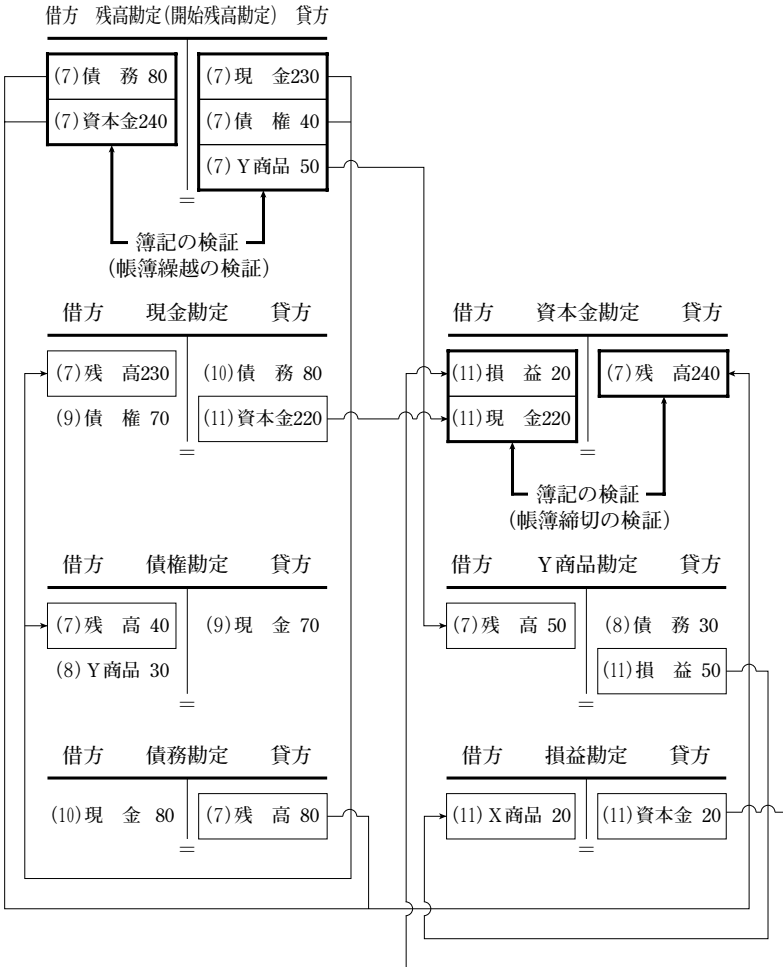 借方 残高勘定(開始残高勘定) 貸方
(7)債 務 80 (7)現 金230
(7)資本金240 (7)債 権 40
(7)Y商品 50
=
簿記の検証
(帳簿繰越の検証)
借方 現金勘定 貸方 借方 資本金勘定 貸方
(7)残 高230 (10)債 務 80 (11)損 益 20 (7)残 高240
(9)債 権 70 (11)資本金220 (11)現 金220
= =
簿記の検証
(帳簿締切の検証)
借方 債権勘定 貸方 借方 Y商品勘定 貸方
(7)残 高 40 (9)現 金 70 (7)残 高 50 (8)債 務 30
(8)Y商品 30 (11)損 益 50
= =
借方 債務勘定 貸方 借方 損益勘定 貸方
(10)現 金 80 (7)残 高 80 (11)X商品 20 (11)資本金 20
= =